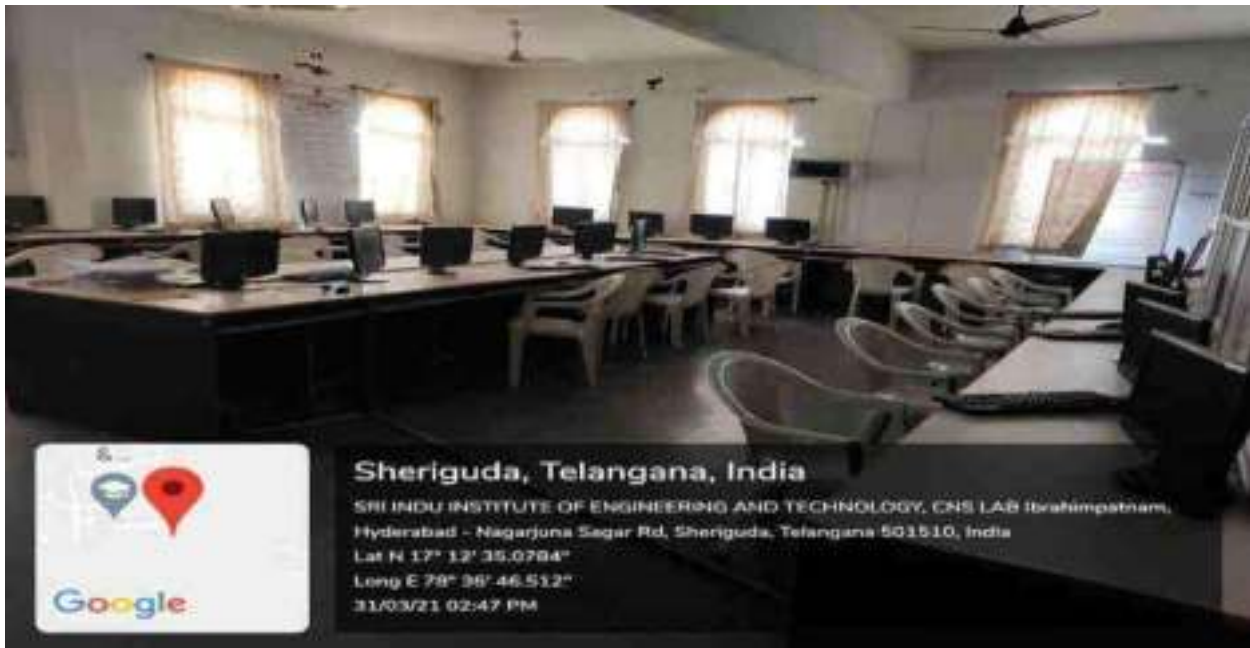 & ...
Google
Sheriguda, Telangana, India
SRI INDU INSTITUTE OF ENGINEERING AND TECHNOLOGY, CNS LAB Ibrahimpatnam,
Hyderabad - Nagarjuna Sagar Rd, Sheriguda, Telangana 501510, India
Lat N 17° 12' 35.0784"
Long E 78° 36' 46.512"
31/03/21 02:47 PM